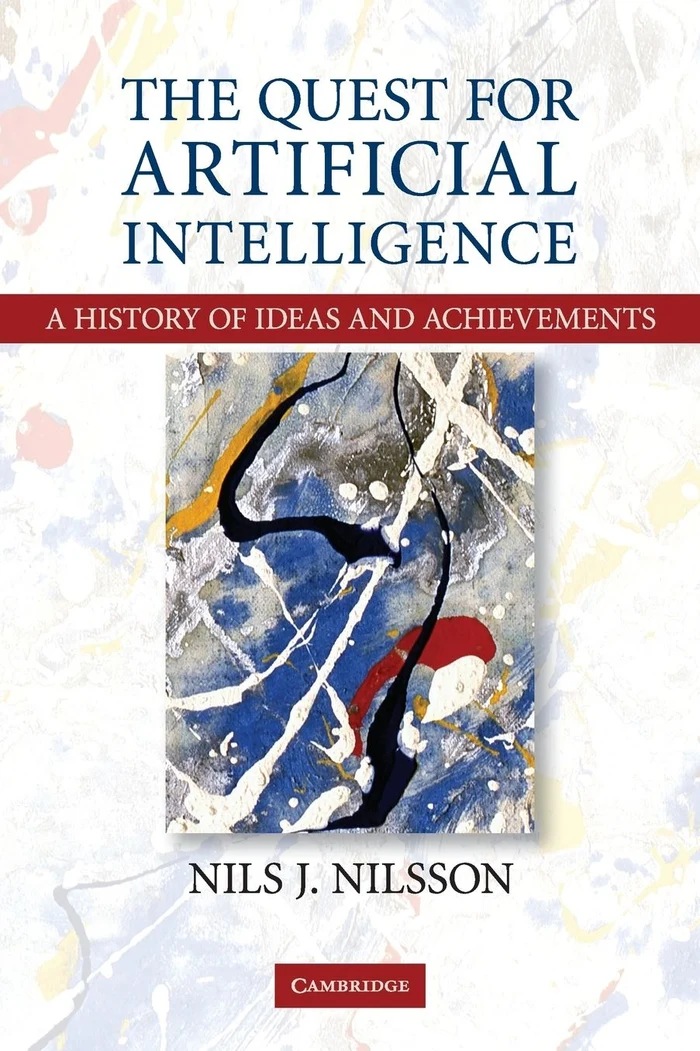 THE QUEST FOR
ARTIFICIAL
INTELLIGENCE
A HISTORY OF IDEAS AND ACHIEVEMENTS
NILS J. NILSSON
CAMBRIDGE